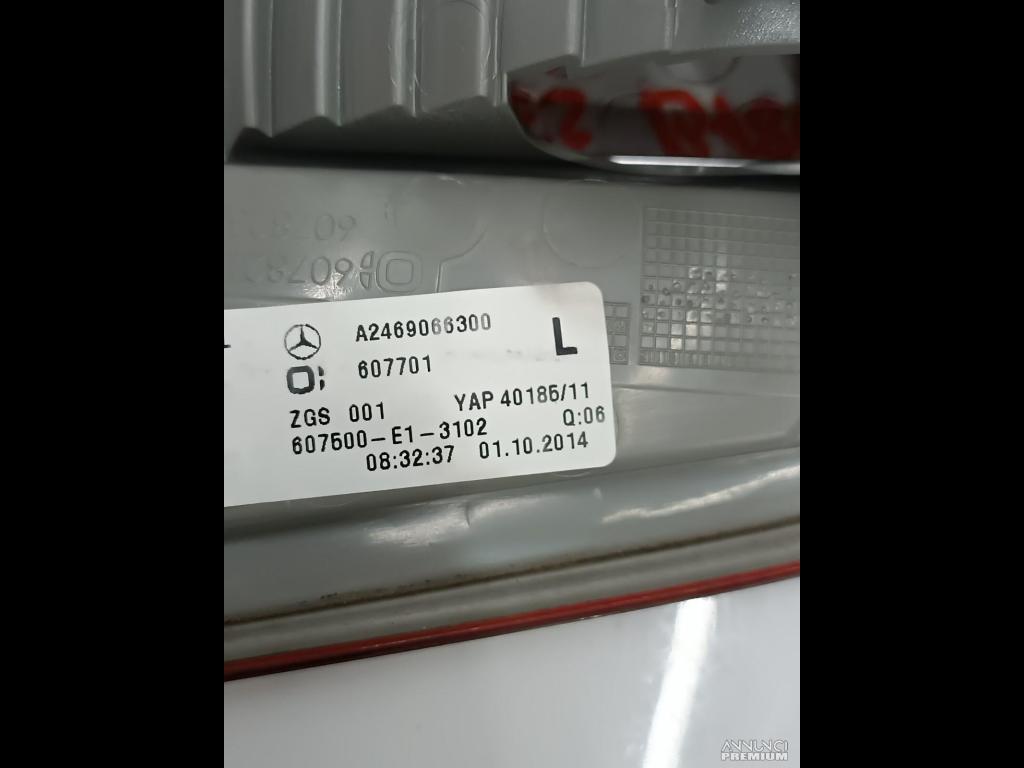 A2469066300
L
607701
ZGS 001 YAP 40185/11
607500-E1-3102 Q:06
08:32:37 01.10.2014
ANNUNCI
PREMIUM